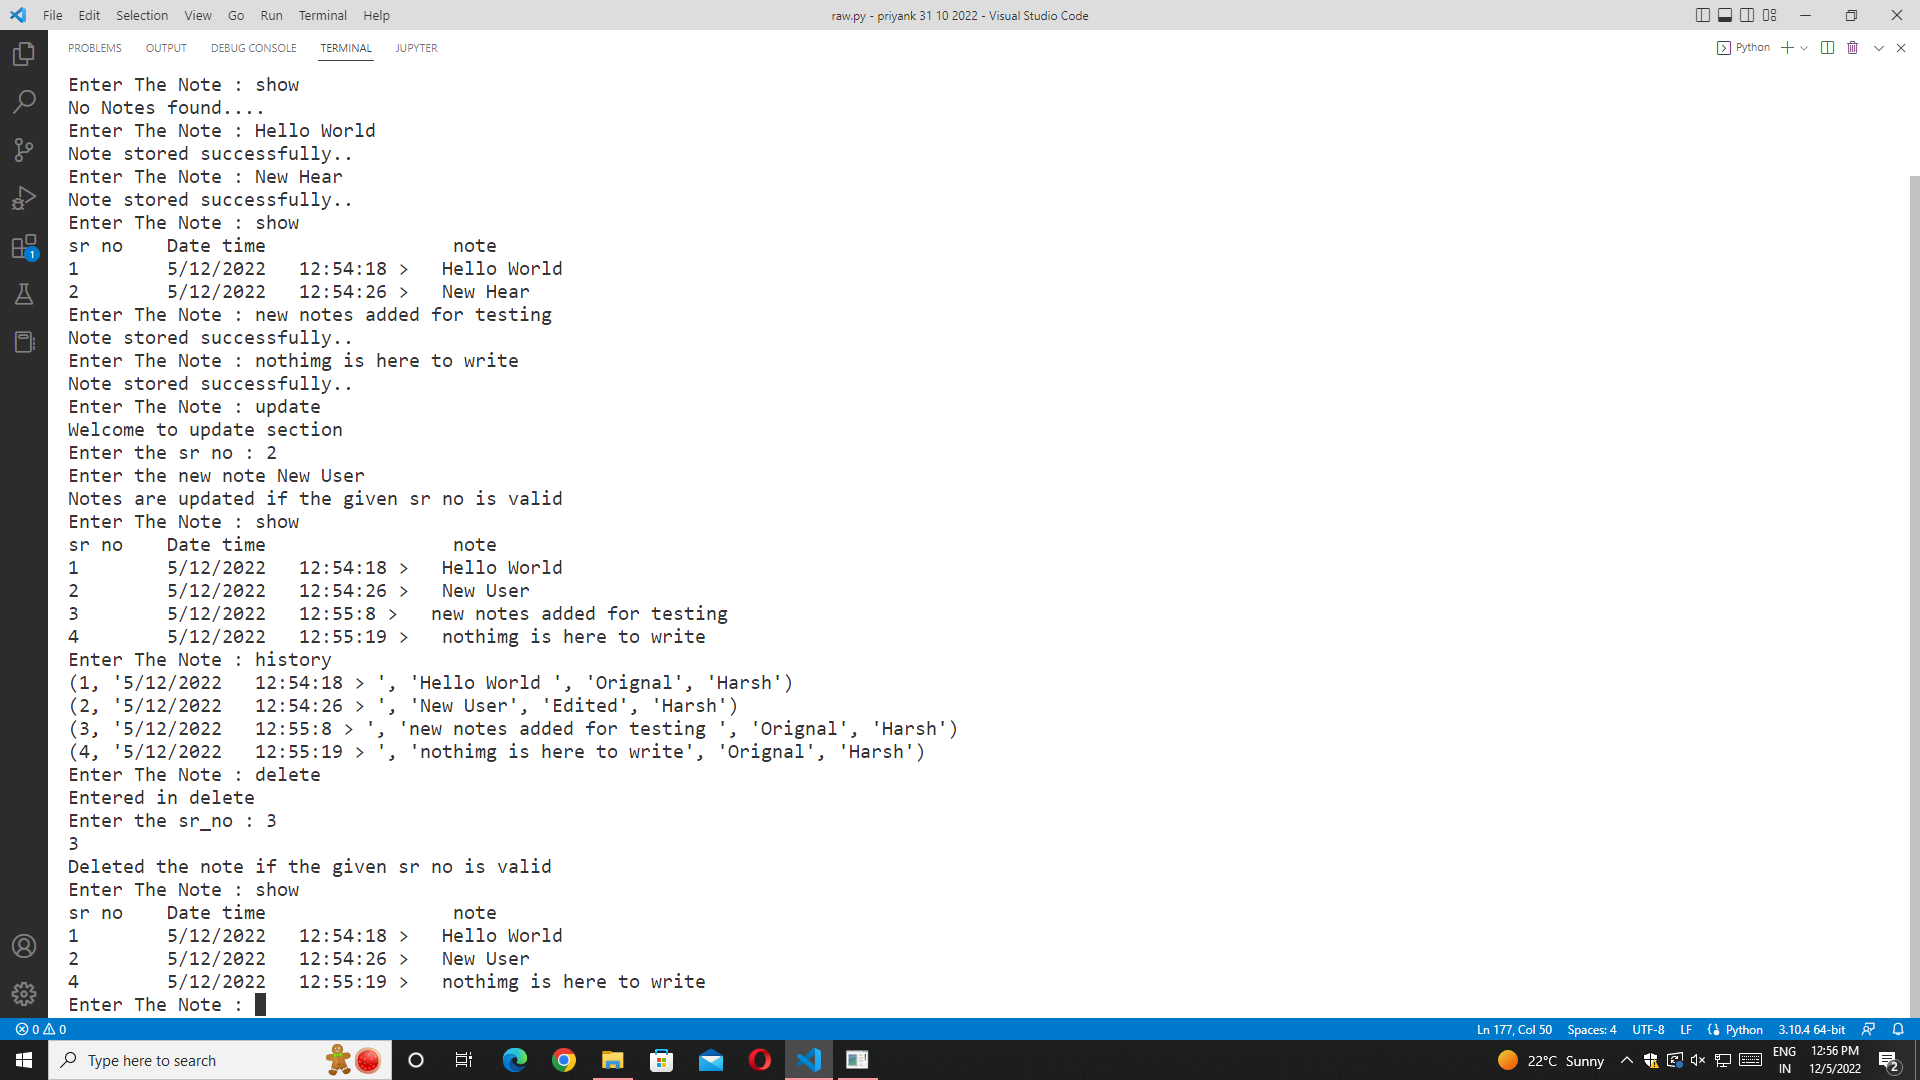 File Edit Selection View Go Run Terminal Help raw.py - priyank 31 10 2022 - Visual Studio Code
PROBLEMS OUTPUT DEBUG CONSOLE TERMINAL JUPYTER Python
Enter The Note : show
No Notes found....
Enter The Note : Hello World
Note stored successfully..
Enter The Note : New Hear
Note stored successfully..
Enter The Note : show
sr no    Date time                 note
1        5/12/2022   12:54:18 >   Hello World
2        5/12/2022   12:54:26 >   New Hear
Enter The Note : new notes added for testing
Note stored successfully..
Enter The Note : nothimg is here to write
Note stored successfully..
Enter The Note : update
Welcome to update section
Enter the sr no : 2
Enter the new note New User
Notes are updated if the given sr no is valid
Enter The Note : show
sr no    Date time                 note
1        5/12/2022   12:54:18 >   Hello World
2        5/12/2022   12:54:26 >   New User
3        5/12/2022   12:55:8 >   new notes added for testing
4        5/12/2022   12:55:19 >   nothimg is here to write
Enter The Note : history
(1, '5/12/2022   12:54:18 > ', 'Hello World ', 'Orignal', 'Harsh')
(2, '5/12/2022   12:54:26 > ', 'New User', 'Edited', 'Harsh')
(3, '5/12/2022   12:55:8 > ', 'new notes added for testing ', 'Orignal', 'Harsh')
(4, '5/12/2022   12:55:19 > ', 'nothimg is here to write', 'Orignal', 'Harsh')
Enter The Note : delete
Entered in delete
Enter the sr_no : 3
3
Deleted the note if the given sr no is valid
Enter The Note : show
sr no    Date time                 note
1        5/12/2022   12:54:18 >   Hello World
2        5/12/2022   12:54:26 >   New User
4        5/12/2022   12:55:19 >   nothimg is here to write
Enter The Note :
1
0 0 Ln 177, Col 50 Spaces: 4 UTF-8 LF Python 3.10.4 64-bit
Type here to search 22°C Sunny ENG IN 12:56 PM 12/5/2022 2